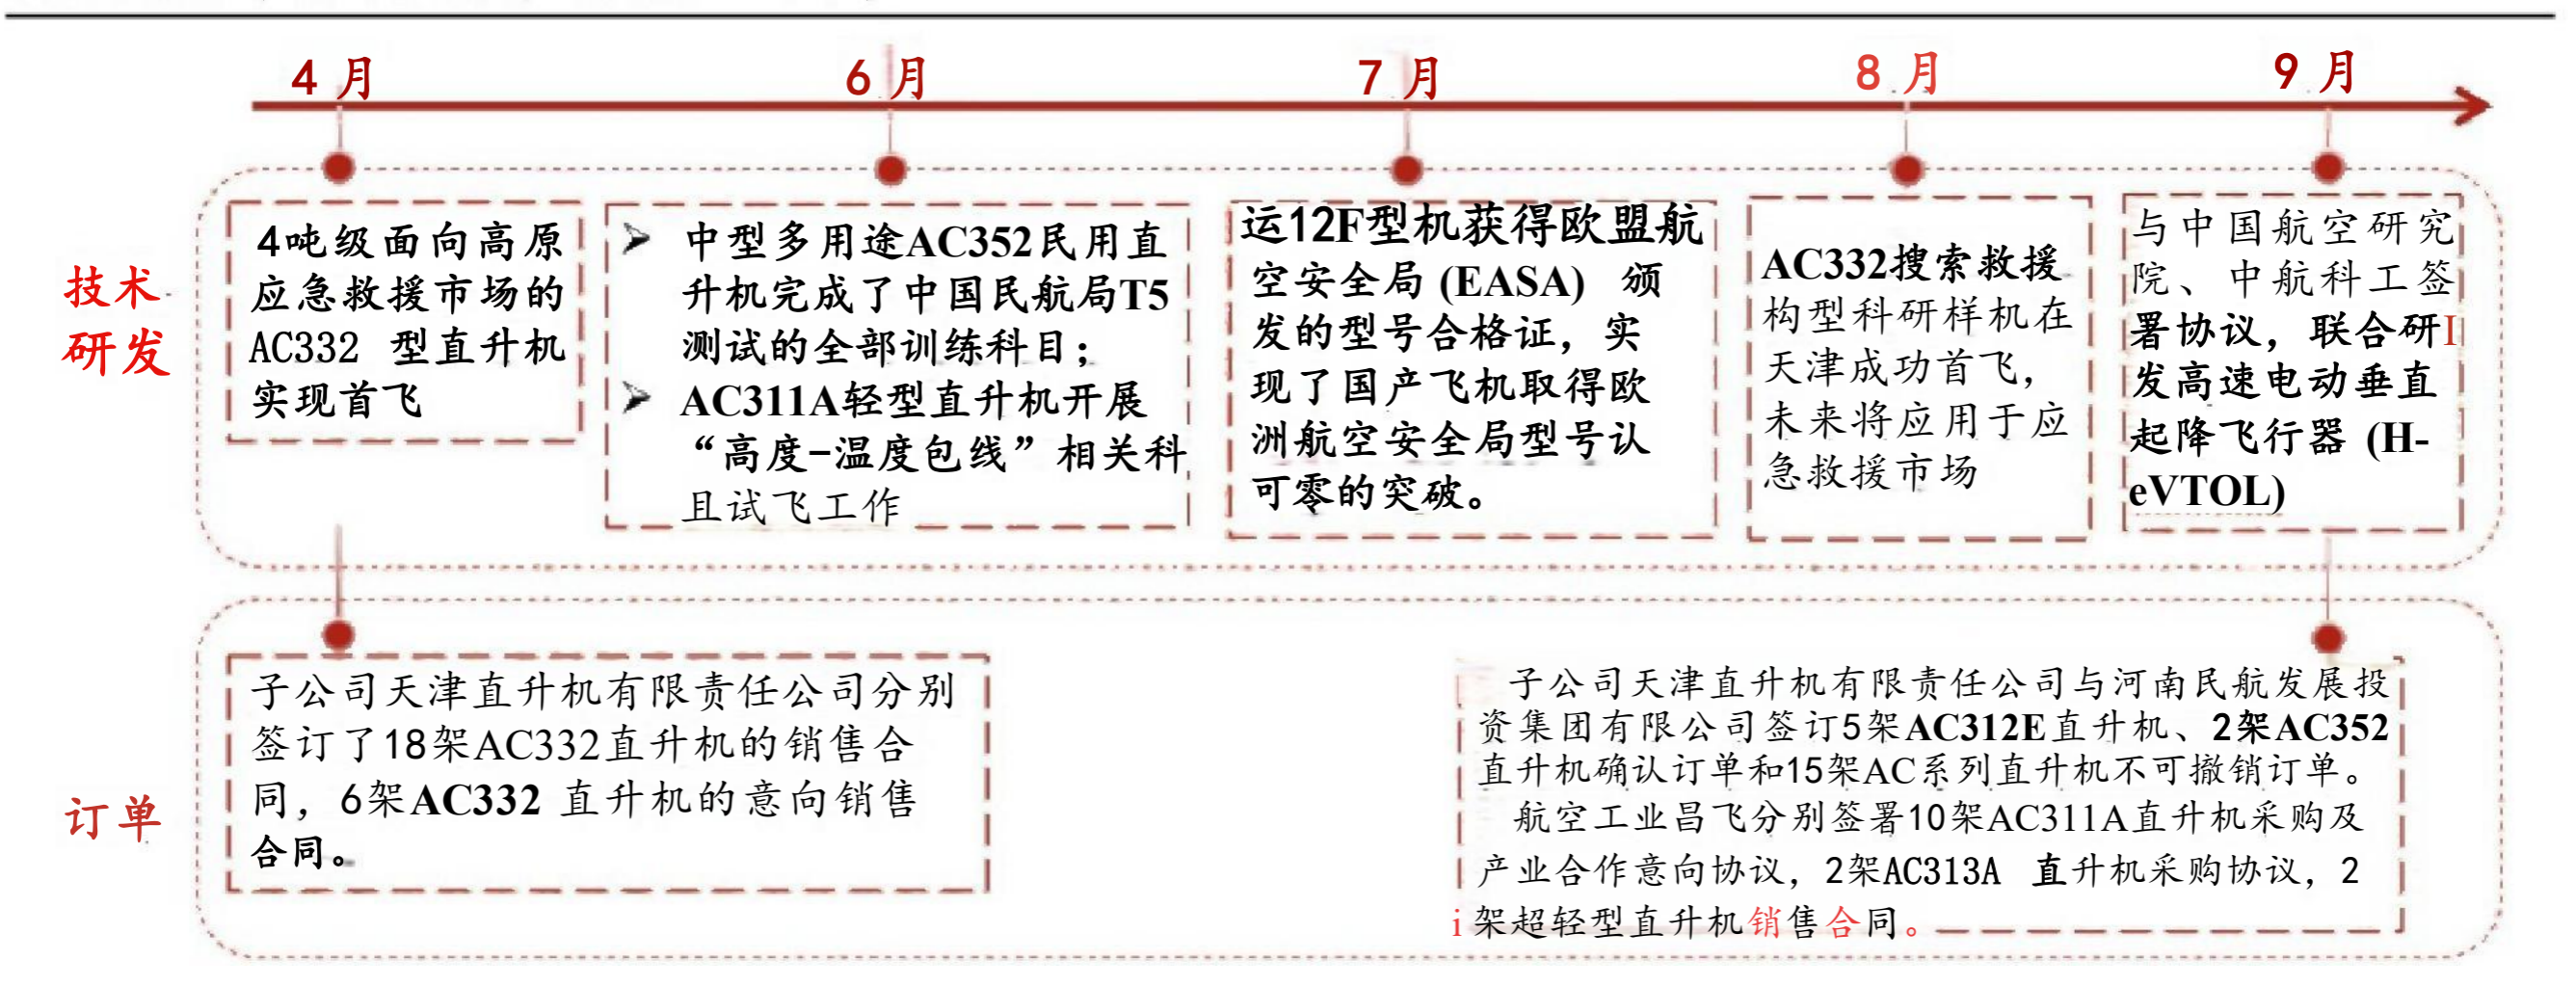 4 月
6 月
7 月
8 月
9 月
技术
研发
4吨级面向高原
应急救援市场的
AC332 型直升机
实现首飞
➢ 中型多用途AC352民用直
升机完成了中国民航局T5
测试的全部训练科目；
➢ AC311A轻型直升机开展
“高度-温度包线”相关科
且试飞工作
运12F型机获得欧盟航
空安全局 (EASA) 颁
发的型号合格证，实
现了国产飞机取得欧
洲航空安全局型号认
可零的突破。
AC332搜索救援
构型科研样机在
天津成功首飞，
未来将应用于应
急救援市场
与中国航空研究
院、中航科工签
署协议，联合研I
发高速电动垂直
起降飞行器 (H-
eVTOL)
订单
子公司天津直升机有限责任公司分别
签订了18架AC332直升机的销售合
同，6架AC332 直升机的意向销售
合同。
子公司天津直升机有限责任公司与河南民航发展投
资集团有限公司签订5架AC312E直升机、2架AC352
直升机确认订单和15架AC系列直升机不可撤销订单。
航空工业昌飞分别签署10架AC311A直升机采购及
产业合作意向协议，2架AC313A 直升机采购协议，2
i 架超轻型直升机销售合同。